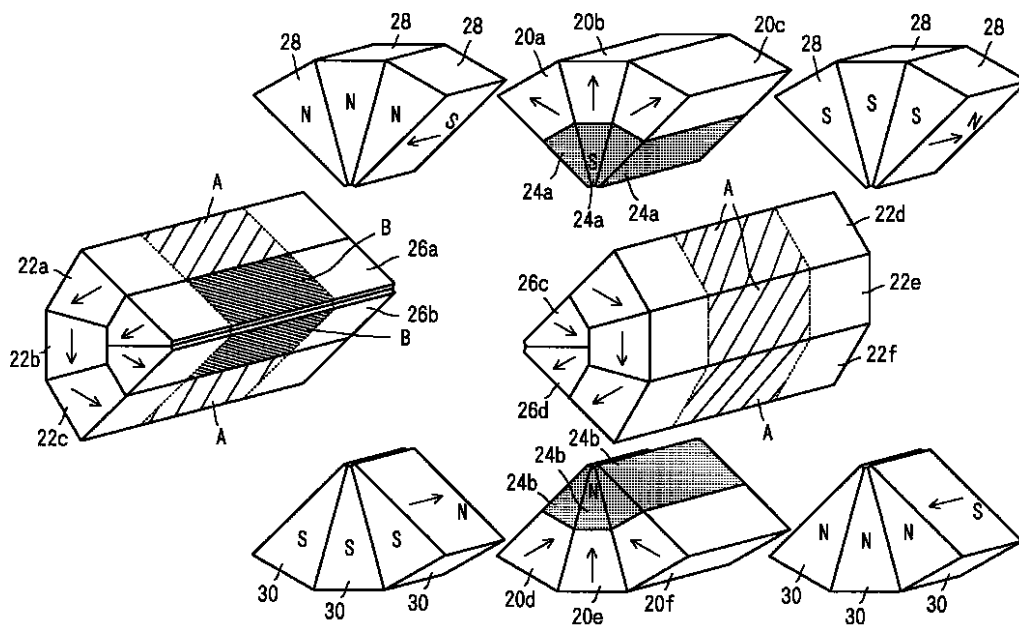 28 28 28 20a 20b 20c 28 28 28
N N N S
S S S N
S
24a 24a 24a
A B 26a A 22d
22a 26c 22e
22b 26b B
22c A 26d A 22f
24b 24b 24b
N
S S S N
N N N S
30 30 30 20d 20e 20f 30 30 30